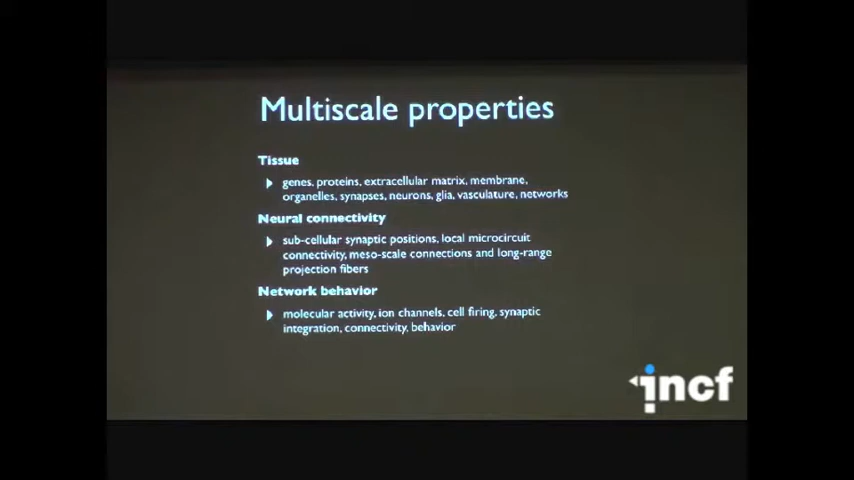 Multiscale properties
Tissue
genes, proteins, extracellular matrix, membrane,
organelles, synapses, neurons, glia, vasculature, networks
Neural connectivity
sub-cellular synaptic positions, local microcircuit
connectivity, meso-scale connections and long-range
projection fibers
Network behavior
molecular activity, ion channels, cell firing, synaptic
integration, connectivity, behavior
incf